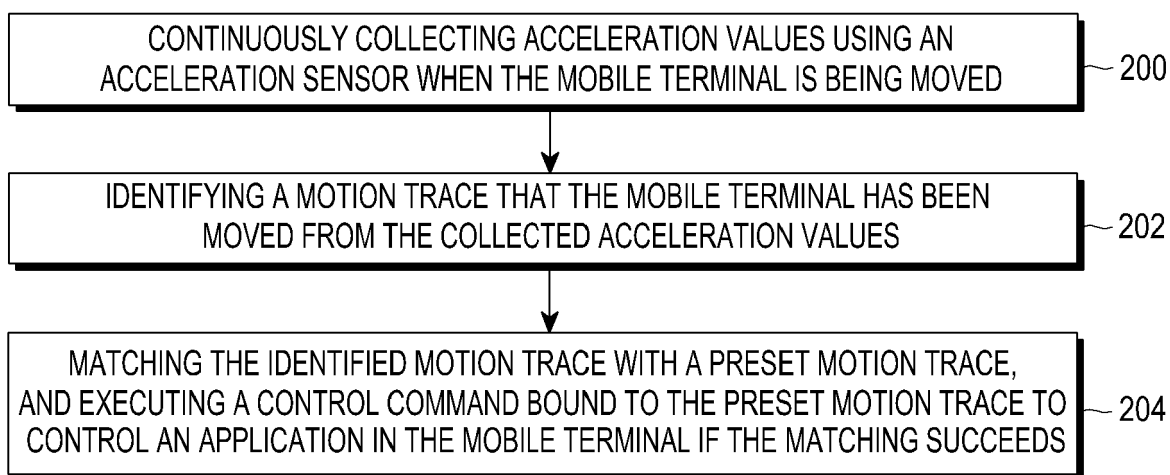 CONTINUOUSLY COLLECTING ACCELERATION VALUES USING AN
ACCELERATION SENSOR WHEN THE MOBILE TERMINAL IS BEING MOVED
200
IDENTIFYING A MOTION TRACE THAT THE MOBILE TERMINAL HAS BEEN
MOVED FROM THE COLLECTED ACCELERATION VALUES
202
MATCHING THE IDENTIFIED MOTION TRACE WITH A PRESET MOTION TRACE,
AND EXECUTING A CONTROL COMMAND BOUND TO THE PRESET MOTION TRACE TO
CONTROL AN APPLICATION IN THE MOBILE TERMINAL IF THE MATCHING SUCCEEDS
204